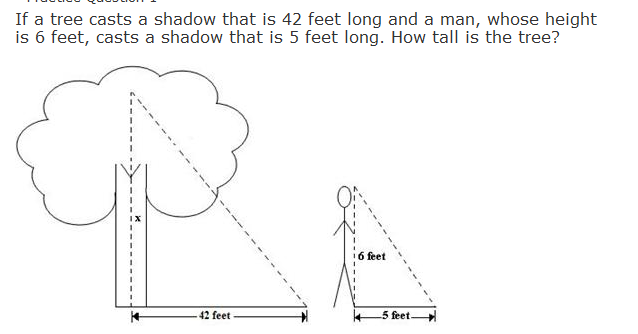 If a tree casts a shadow that is 42 feet long and a man, whose height
is 6 feet, casts a shadow that is 5 feet long. How tall is the tree?
x
6 feet
42 feet
5 feet